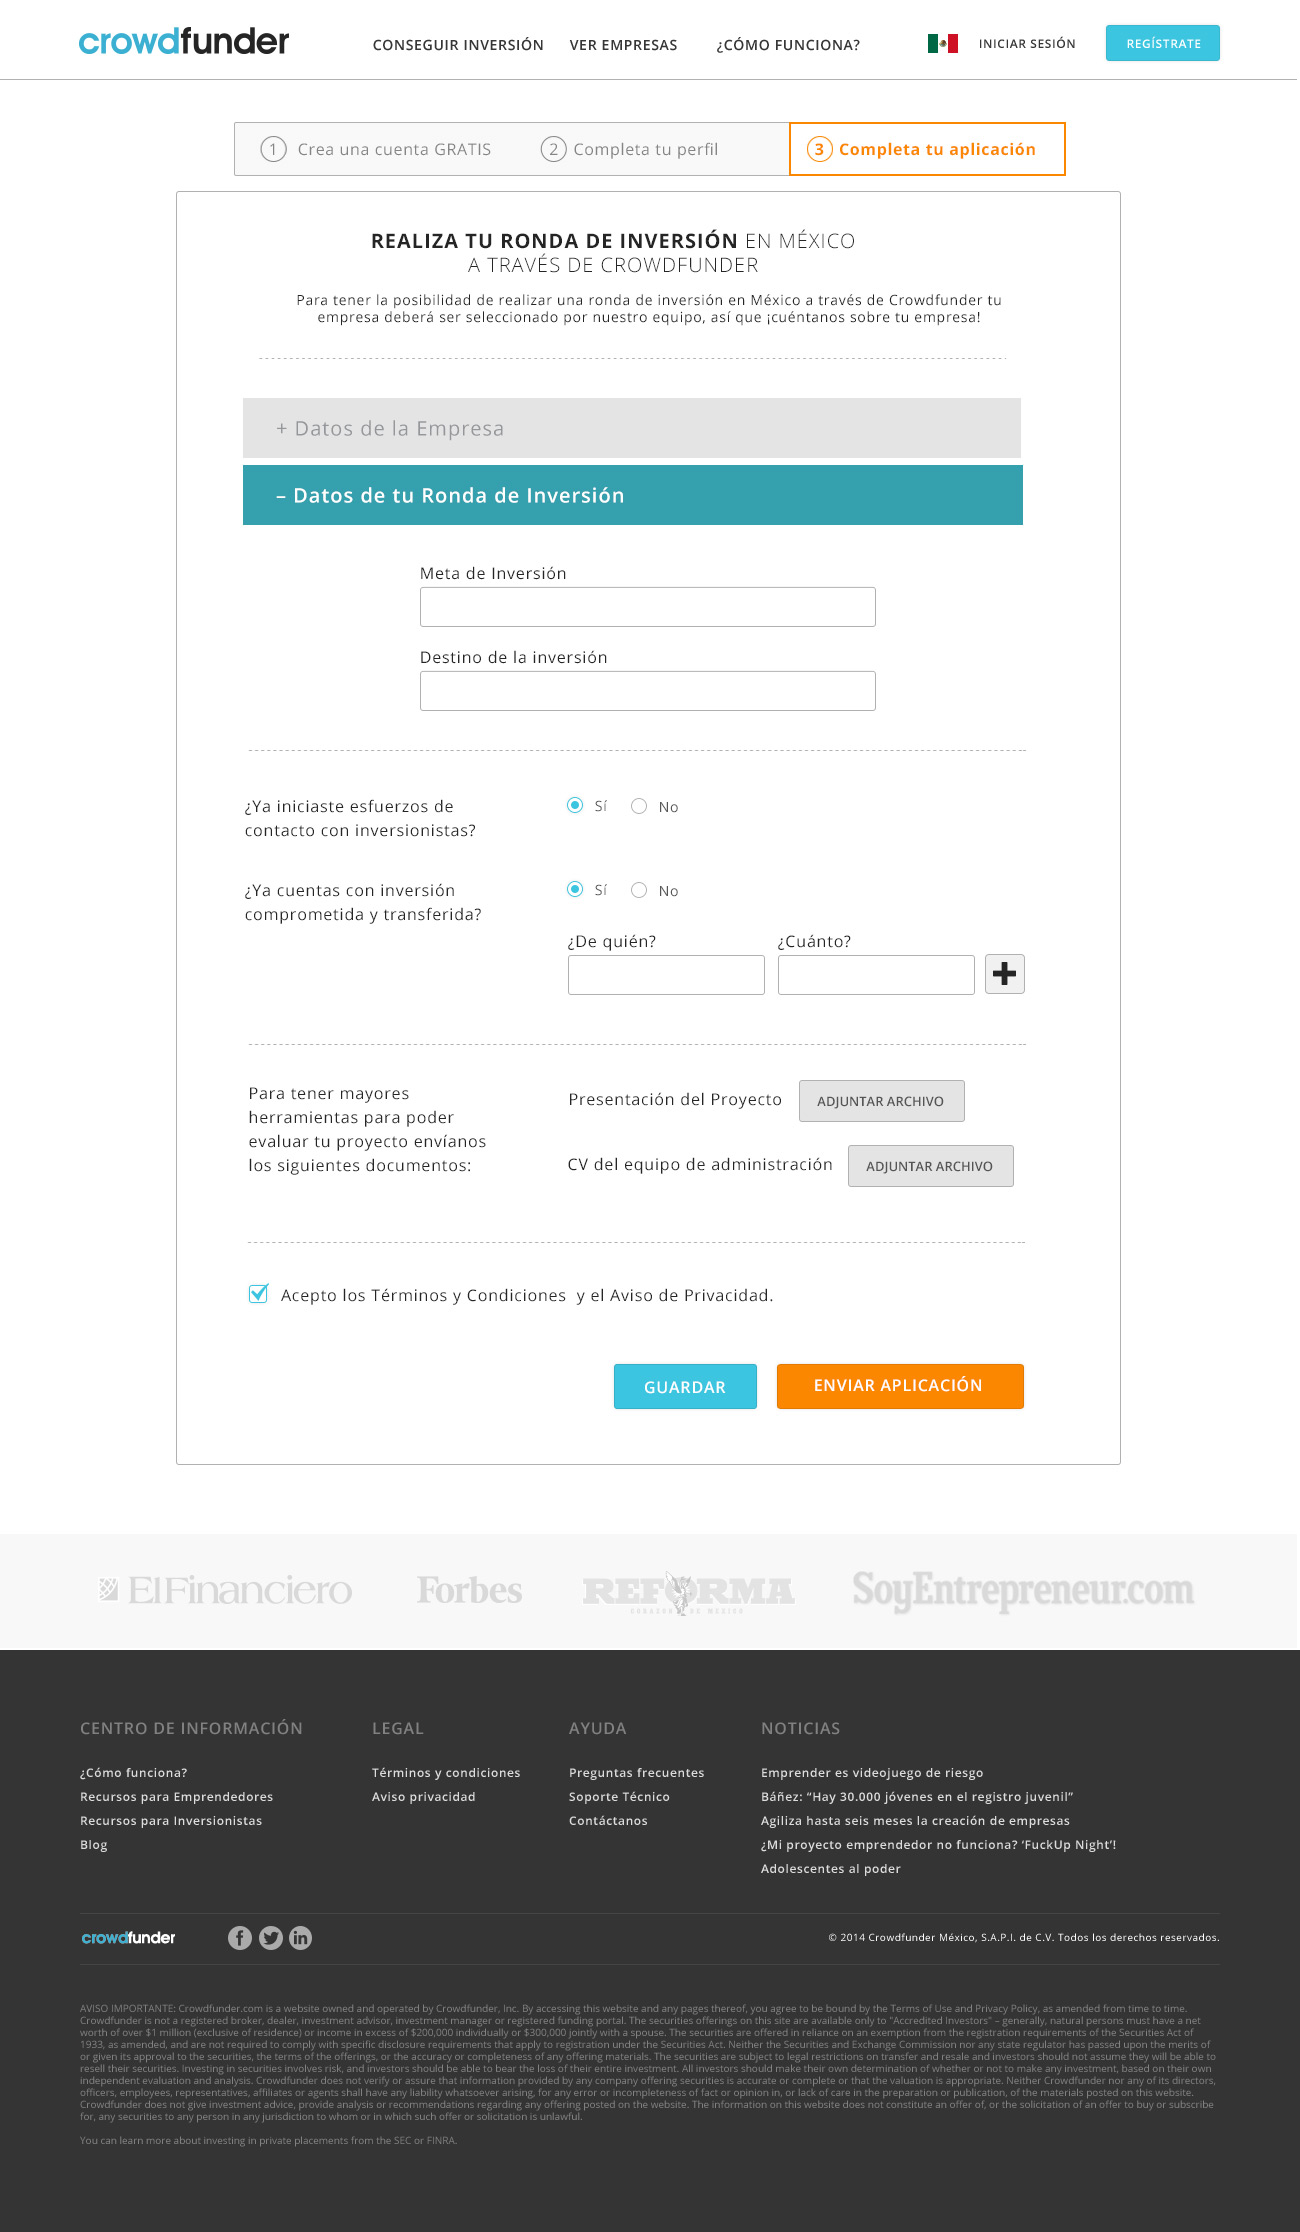 crowdfunder
CONSEGUIR INVERSIÓN
VER EMPRESAS
¿CÓMO FUNCIONA?
INICIAR SESIÓN
REGÍSTRATE
1 Crea una cuenta GRATIS
2 Completa tu perfil
3 Completa tu aplicación
REALIZA TU RONDA DE INVERSIÓN EN MÉXICO
A TRAVÉS DE CROWDFUNDER
Para tener la posibilidad de realizar una ronda de inversión en México a través de Crowdfunder tu
empresa deberá ser seleccionado por nuestro equipo, así que ¡cuéntanos sobre tu empresa!
+ Datos de la Empresa
– Datos de tu Ronda de Inversión
Meta de Inversión
Destino de la inversión
¿Ya iniciaste esfuerzos de
contacto con inversionistas?
Sí
No
¿Ya cuentas con inversión
comprometida y transferida?
Sí
No
¿De quién?
¿Cuánto?
Para tener mayores
herramientas para poder
evaluar tu proyecto envíanos
los siguientes documentos:
Presentación del Proyecto
ADJUNTAR ARCHIVO
CV del equipo de administración
ADJUNTAR ARCHIVO
Acepto los Términos y Condiciones y el Aviso de Privacidad.
GUARDAR
ENVIAR APLICACIÓN
El Financiero
Forbes
REFORMA
CORAZON DE MEXICO
SoyEntrepreneur.com
CENTRO DE INFORMACIÓN
¿Cómo funciona?
Recursos para Emprendedores
Recursos para Inversionistas
Blog
LEGAL
Términos y condiciones
Aviso privacidad
AYUDA
Preguntas frecuentes
Soporte Técnico
Contáctanos
NOTICIAS
Emprender es videojuego de riesgo
Báñez: “Hay 30.000 jóvenes en el registro juvenil”
Agiliza hasta seis meses la creación de empresas
¿Mi proyecto emprendedor no funciona? ‘FuckUp Night’!
Adolescentes al poder
crowdfunder
© 2014 Crowdfunder México, S.A.P.I. de C.V. Todos los derechos reservados.
AVISO IMPORTANTE: Crowdfunder.com is a website owned and operated by Crowdfunder, Inc. By accessing this website and any pages thereof, you agree to be bound by the Terms of Use and Privacy Policy, as amended from time to time.
Crowdfunder is not a registered broker, dealer, investment advisor, investment manager or registered funding portal. The securities offerings on this site are available only to "Accredited Investors" – generally, natural persons must have a net
worth of over $1 million (exclusive of residence) or income in excess of $200,000 individually or $300,000 jointly with a spouse. The securities are offered in reliance on an exemption from the registration requirements of the Securities Act of
1933, as amended, and are not required to comply with specific disclosure requirements that apply to registration under the Securities Act. Neither the Securities and Exchange Commission nor any state regulator has passed upon the merits of
or given its approval to the securities, the terms of the offerings, or the accuracy or completeness of any offering materials. The securities are subject to legal restrictions on transfer and resale and investors should not assume they will be able to
resell their securities. Investing in securities involves risk, and investors should be able to bear the loss of their entire investment. All investors should make their own determination of whether or not to make any investment, based on their own
independent evaluation and analysis. Crowdfunder does not verify or assure that information provided by any company offering securities is accurate or complete or that the valuation is appropriate. Neither Crowdfunder nor any of its directors,
officers, employees, representatives, affiliates or agents shall have any liability whatsoever arising, for any error or incompleteness of fact or opinion in, or lack of care in the preparation or publication, of the materials posted on this website.
Crowdfunder does not give investment advice, provide analysis or recommendations regarding any offering posted on the website. The information on this website does not constitute an offer of, or the solicitation of an offer to buy or subscribe
for, any securities to any person in any jurisdiction to whom or in which such offer or solicitation is unlawful.
You can learn more about investing in private placements from the SEC or FINRA.